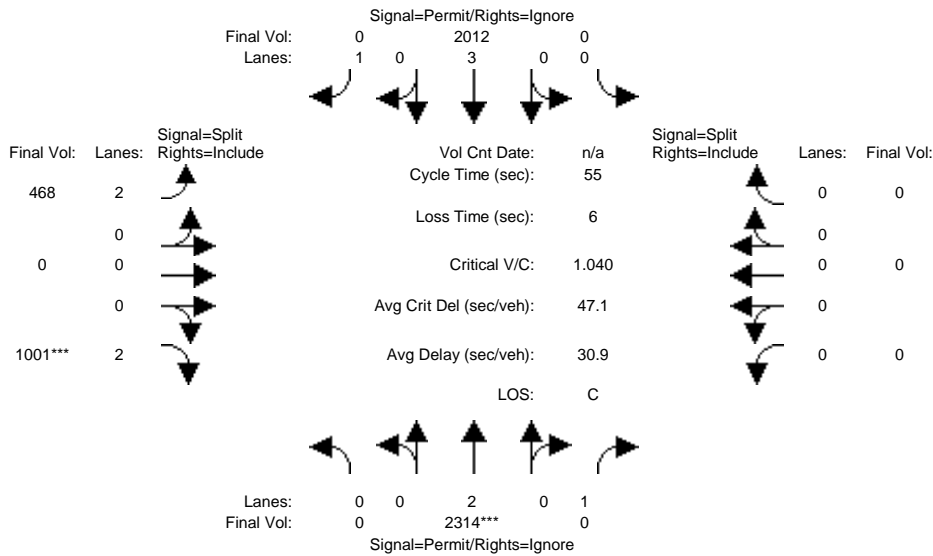 Signal=Permit/Rights=Ignore
Final Vol: 0 2012 0
Lanes: 1 0 3 0 0
Signal=Split
Final Vol: Lanes: Rights=Include
Vol Cnt Date: n/a
Signal=Split
Rights=Include Lanes: Final Vol:
Cycle Time (sec): 55
468 2
0 0
Loss Time (sec): 6
0
0
0 0
Critical V/C: 1.040
0 0
0
Avg Crit Del (sec/veh): 47.1
0
1001*** 2
Avg Delay (sec/veh): 30.9
0 0
LOS: C
Lanes: 0 0 2 0 1
Final Vol: 0 2314*** 0
Signal=Permit/Rights=Ignore